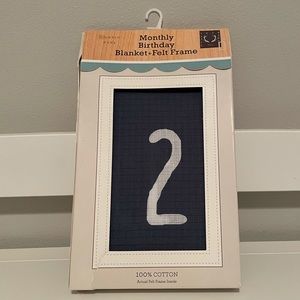 Monthly
Birthday
Blanket+Felt Frame
2
100% COTTON
Actual Felt Frame Inside